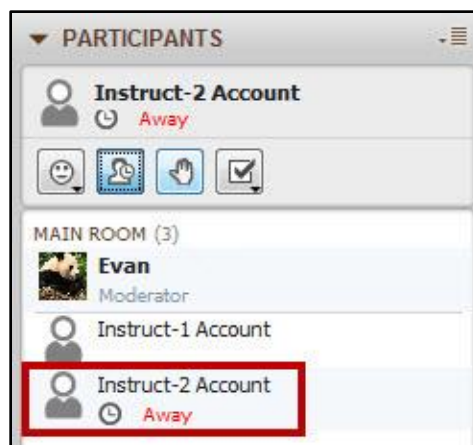 PARTICIPANTS
Instruct-2 Account
Away
MAIN ROOM (3)
Evan
Moderator
Instruct-1 Account
Instruct-2 Account
Away